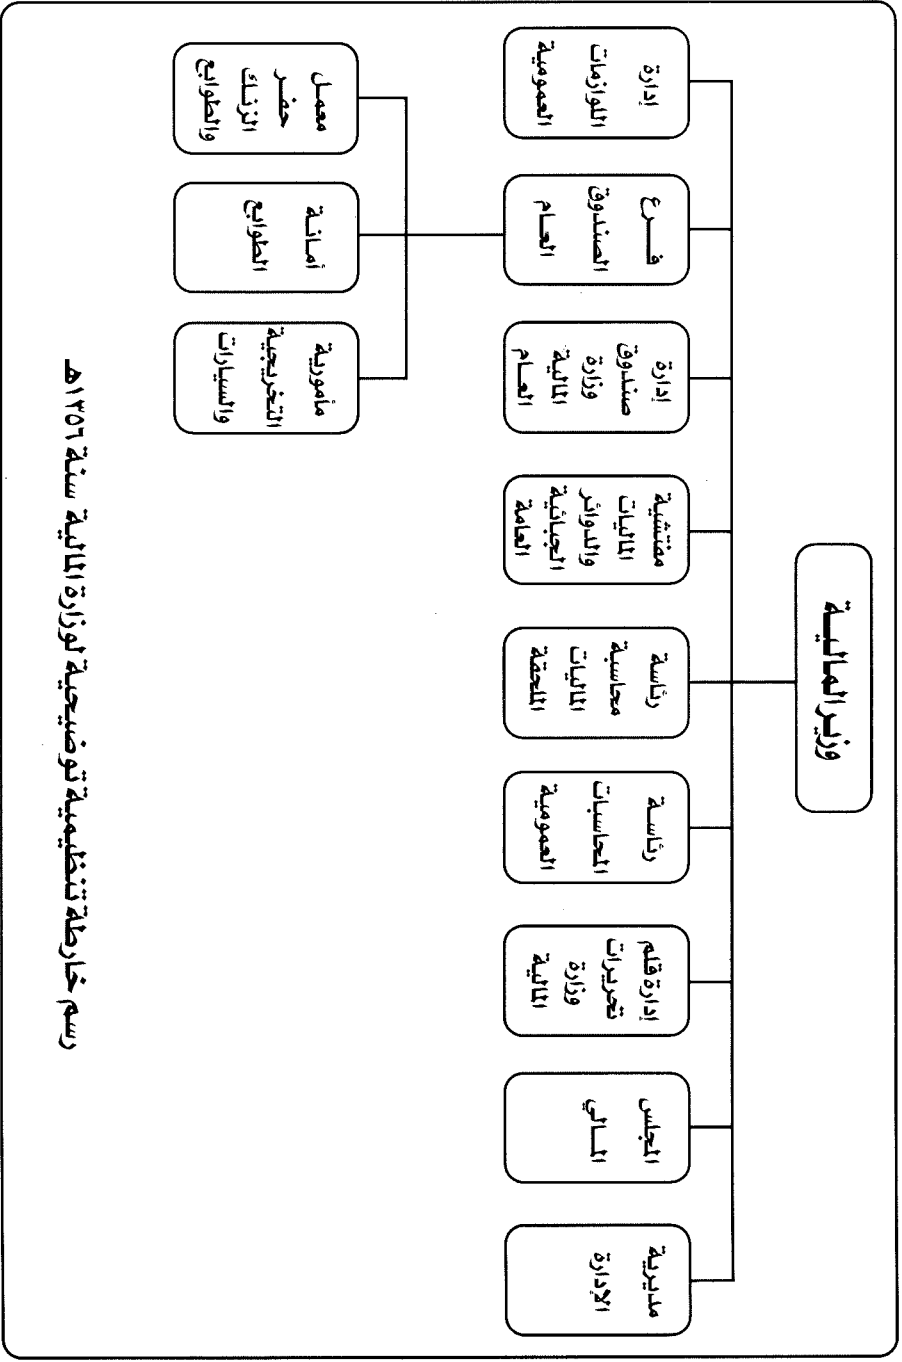 وزير المالية
مديرية
الإدارة
المجلس
المالي
إدارة قلم
تحريرات
وزارة
المالية
رئاسة
المحاسبات
العمومية
رئاسة
محاسبة
الماليات
الملحقة
مفتشية
الماليات
والدوائر
الجبائية
العامة
إدارة
صندوق
وزارة
المالية
العام
فرع
الصندوق
العام
إدارة
اللوازمات
العمومية
مأمورية
التخريجية
والسيارات
أمانة
الطوابع
معمل
حفر
الزنك
والطوابع
رسم خارطة تنظيمية توضيحية لوزارة المالية سنة ١٣٥٦هـ